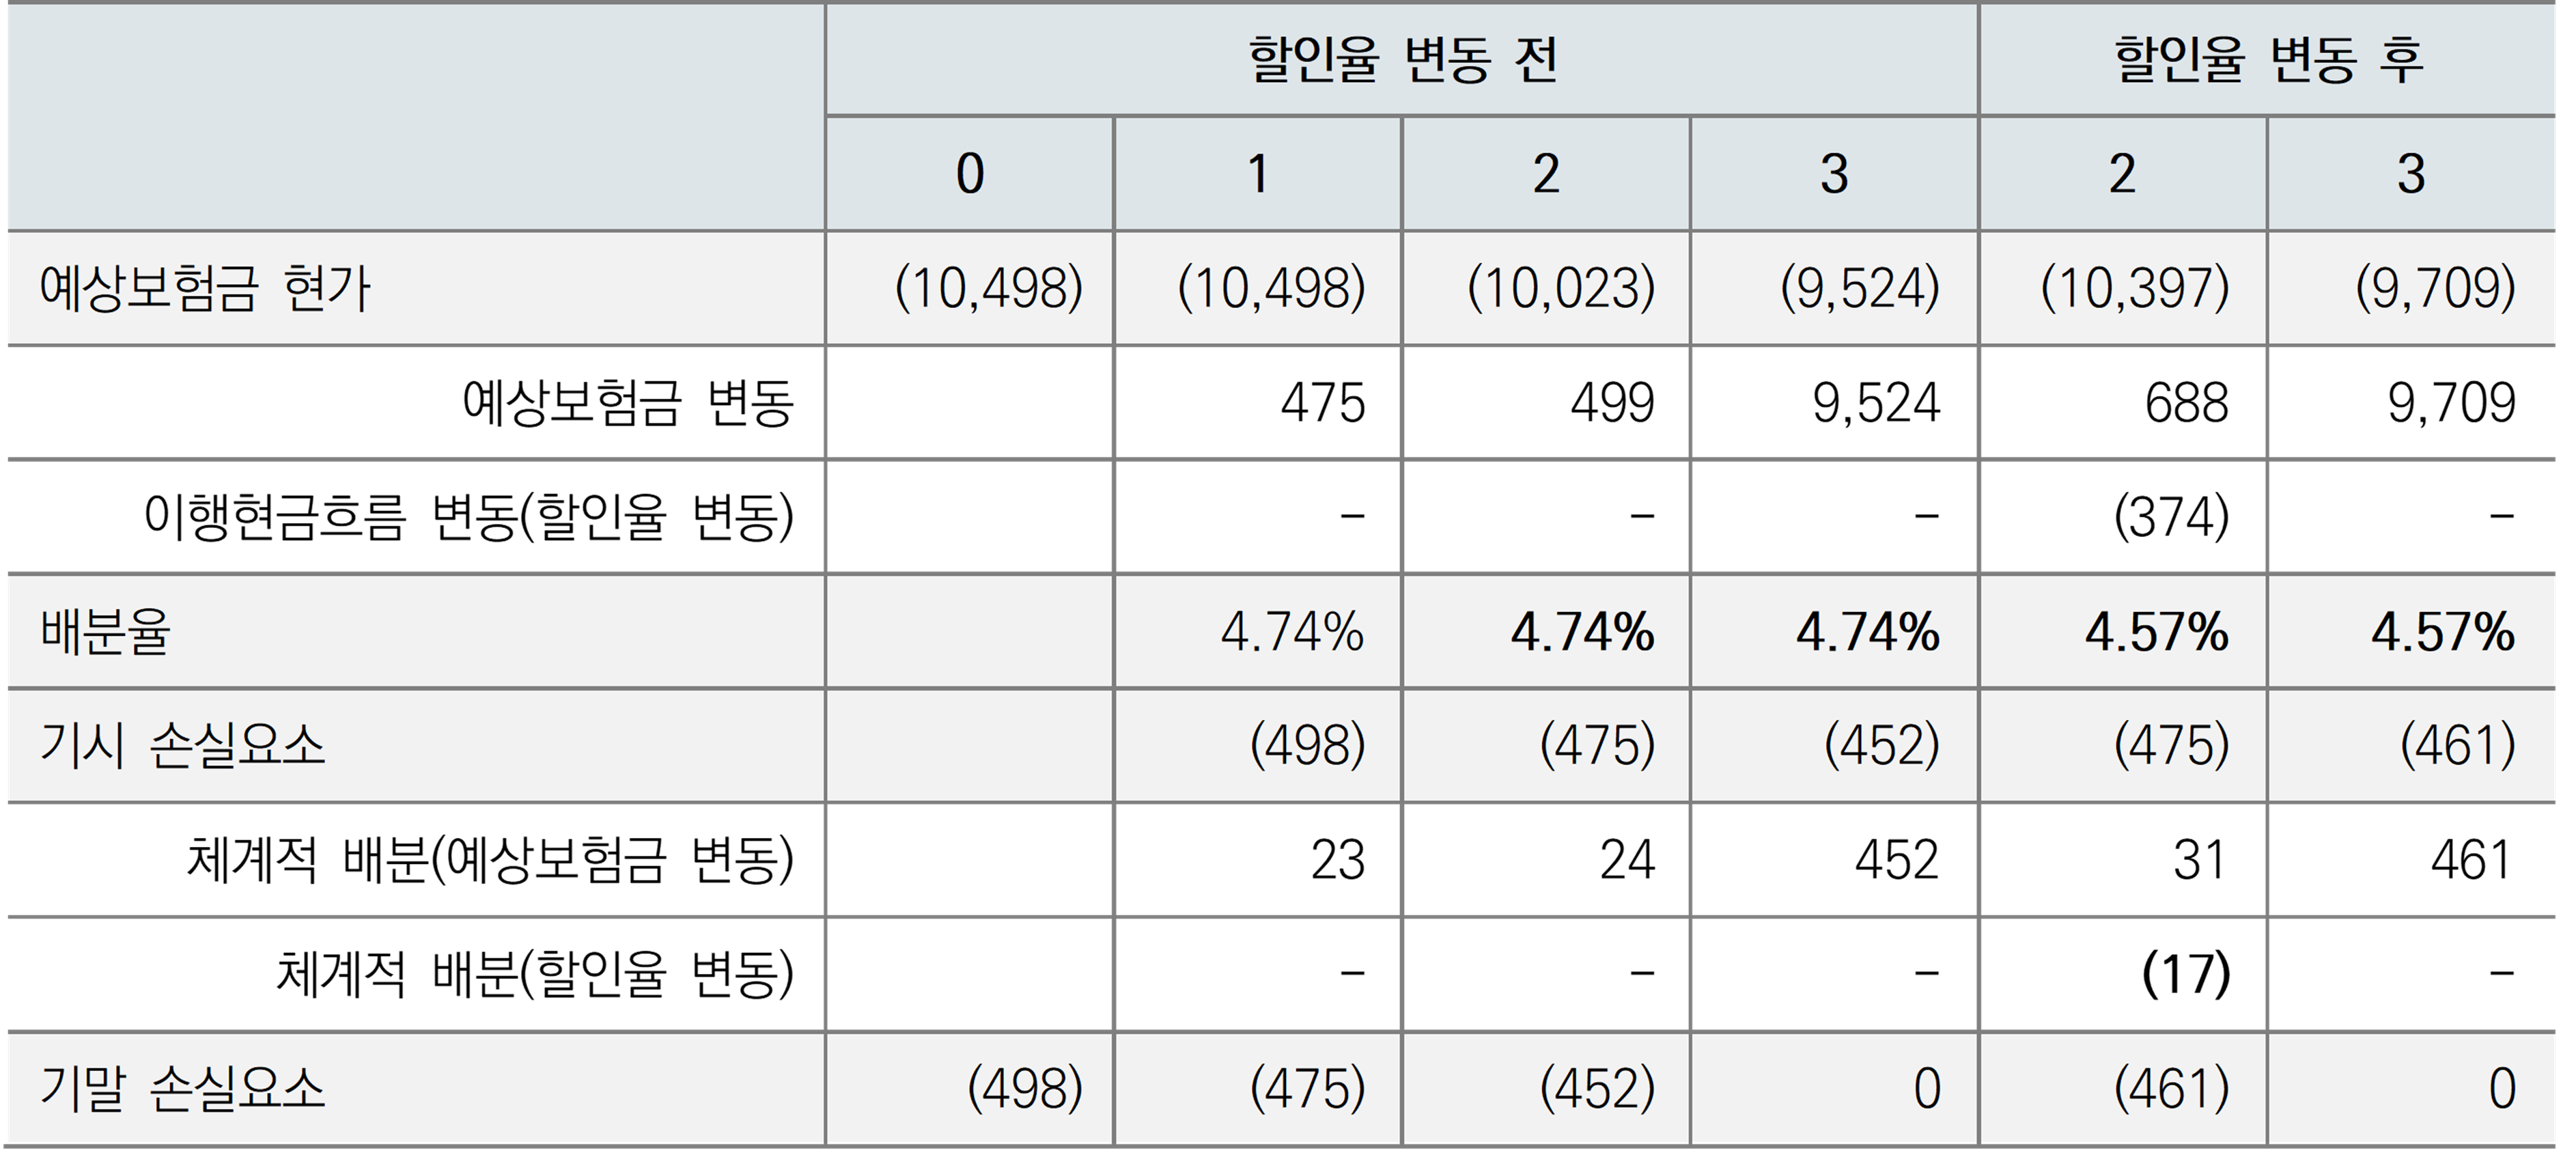 할인율 변동 전 할인율 변동 후
0 1 2 3 2 3
예상보험금 현가 (10,498) (10,498) (10,023) (9,524) (10,397) (9,709)
예상보험금 변동 475 499 9,524 688 9,709
이행현금흐름 변동(할인율 변동) - - - (374) -
배분율 4.74% 4.74% 4.74% 4.57% 4.57%
기시 손실요소 (498) (475) (452) (475) (461)
체계적 배분(예상보험금 변동) 23 24 452 31 461
체계적 배분(할인율 변동) - - - (17) -
기말 손실요소 (498) (475) (452) 0 (461) 0